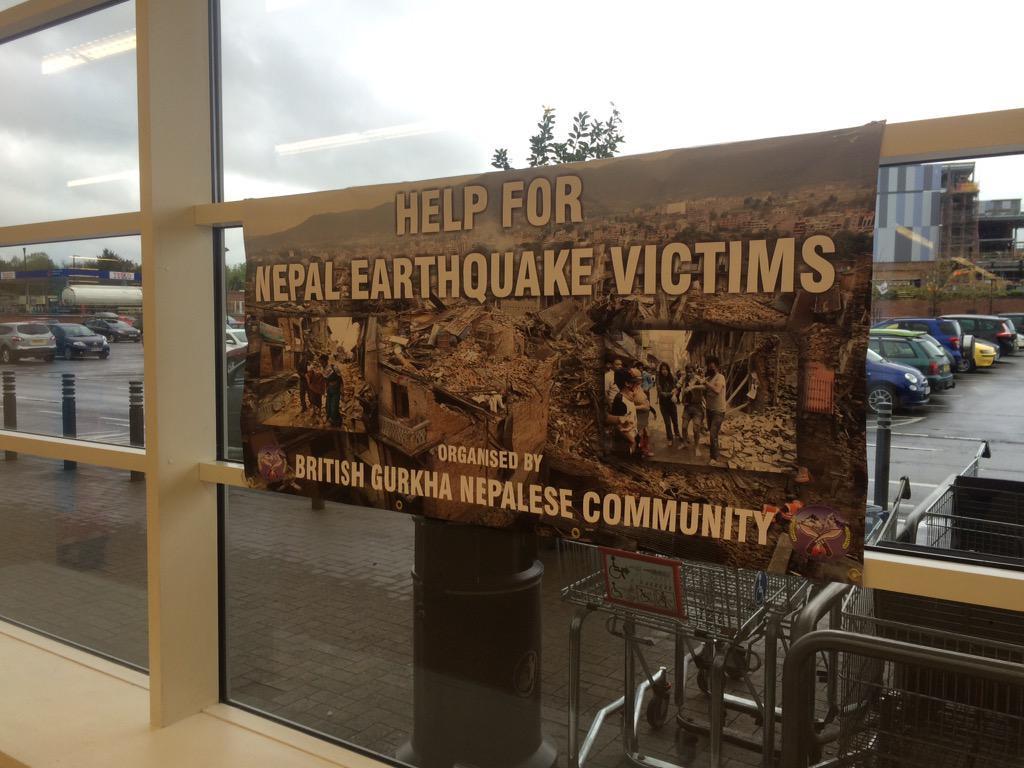 HELP FOR
NEPAL EARTHQUAKE VICTIMS
ORGANISED BY
BRITISH GURKHA NEPALESE COMMUNITY